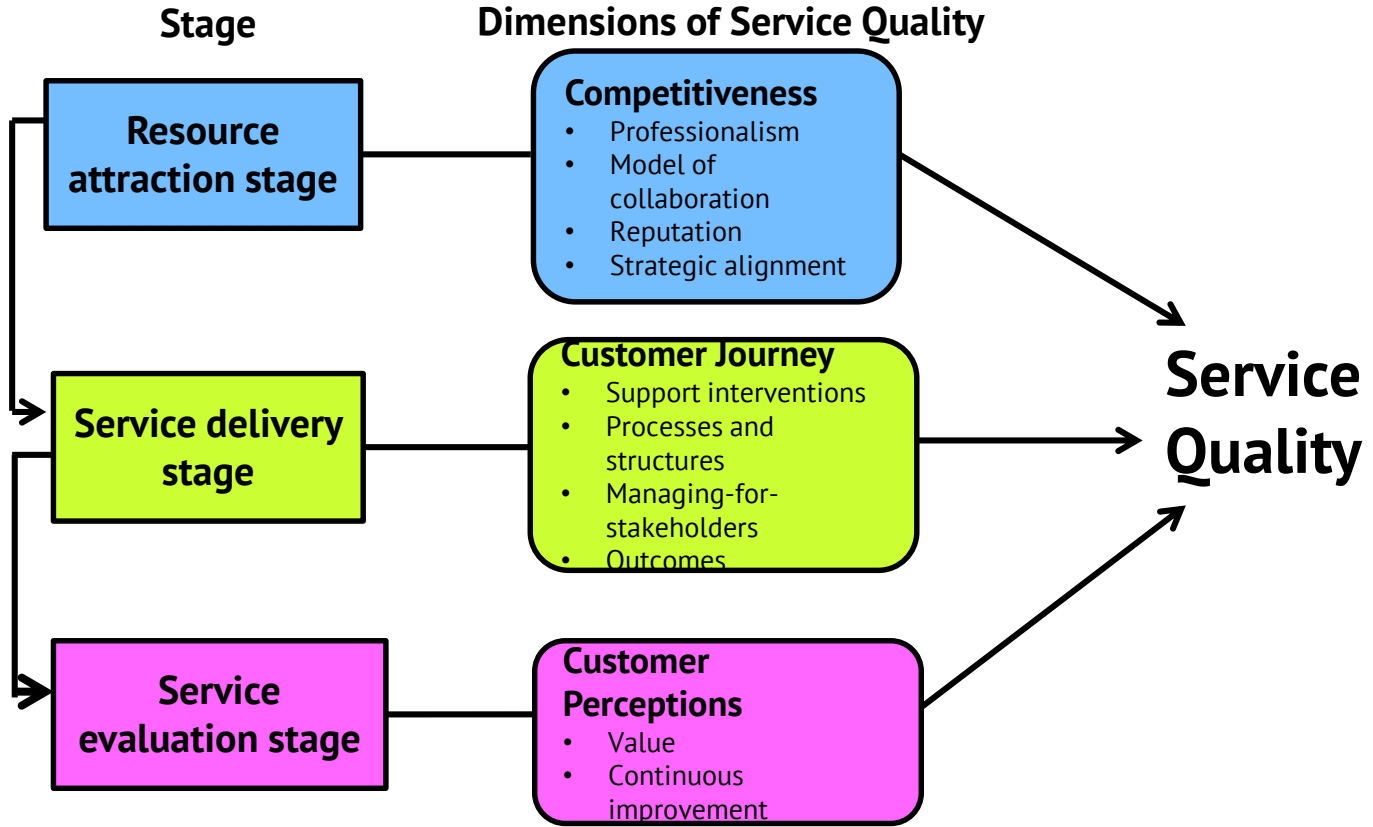 Stage
Dimensions of Service Quality
Resource
attraction stage
Competitiveness
• Professionalism
• Model of
collaboration
• Reputation
• Strategic alignment
Service delivery
stage
Customer Journey
• Support interventions
• Processes and
structures
• Managing-for-
stakeholders
• Outcomes
Service
evaluation stage
Customer
Perceptions
• Value
• Continuous
improvement
Service
Quality